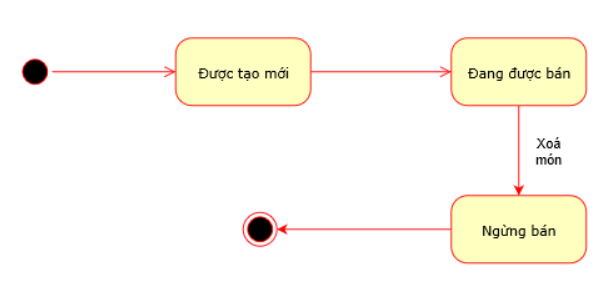 Được tạo mới
Đang được bán
Xoá
món
Ngừng bán